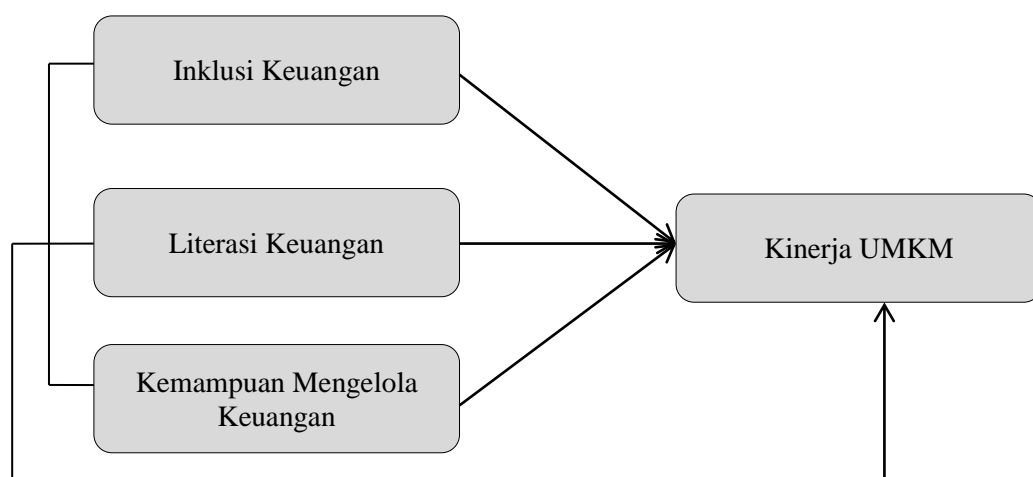 Inklusi Keuangan
Literasi Keuangan
Kinerja UMKM
Kemampuan Mengelola
Keuangan